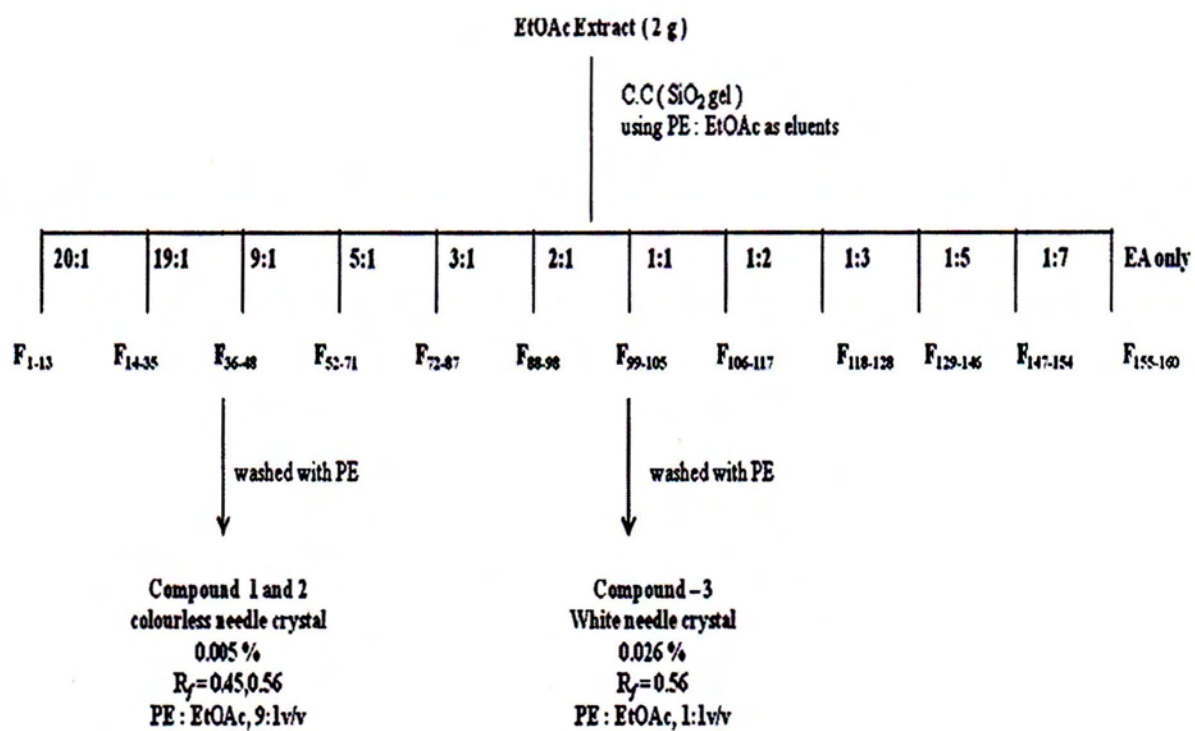 EtOAc Extract (2 g)
C.C (SiO₂ gel)
using PE : EtOAc as eluents
20:1 19:1 9:1 5:1 3:1 2:1 1:1 1:2 1:3 1:5 1:7 EA only
F₁₋₁₃ F₁₄₋₃₅ F₃₆₋₄₈ F₅₂₋₇₁ F₇₂₋₈₇ F₈₈₋₉₈ F₉₉₋₁₀₅ F₁₀₆₋₁₁₇ F₁₁₈₋₁₂₈ F₁₂₉₋₁₄₆ F₁₄₇₋₁₅₄ F₁₅₅₋₁₆₀
washed with PE washed with PE
Compound 1 and 2 Compound –3
colourless needle crystal White needle crystal
0.005 % 0.026 %
R_f = 0.45,0.56 R_f = 0.56
PE : EtOAc, 9:1v/v PE : EtOAc, 1:1v/v